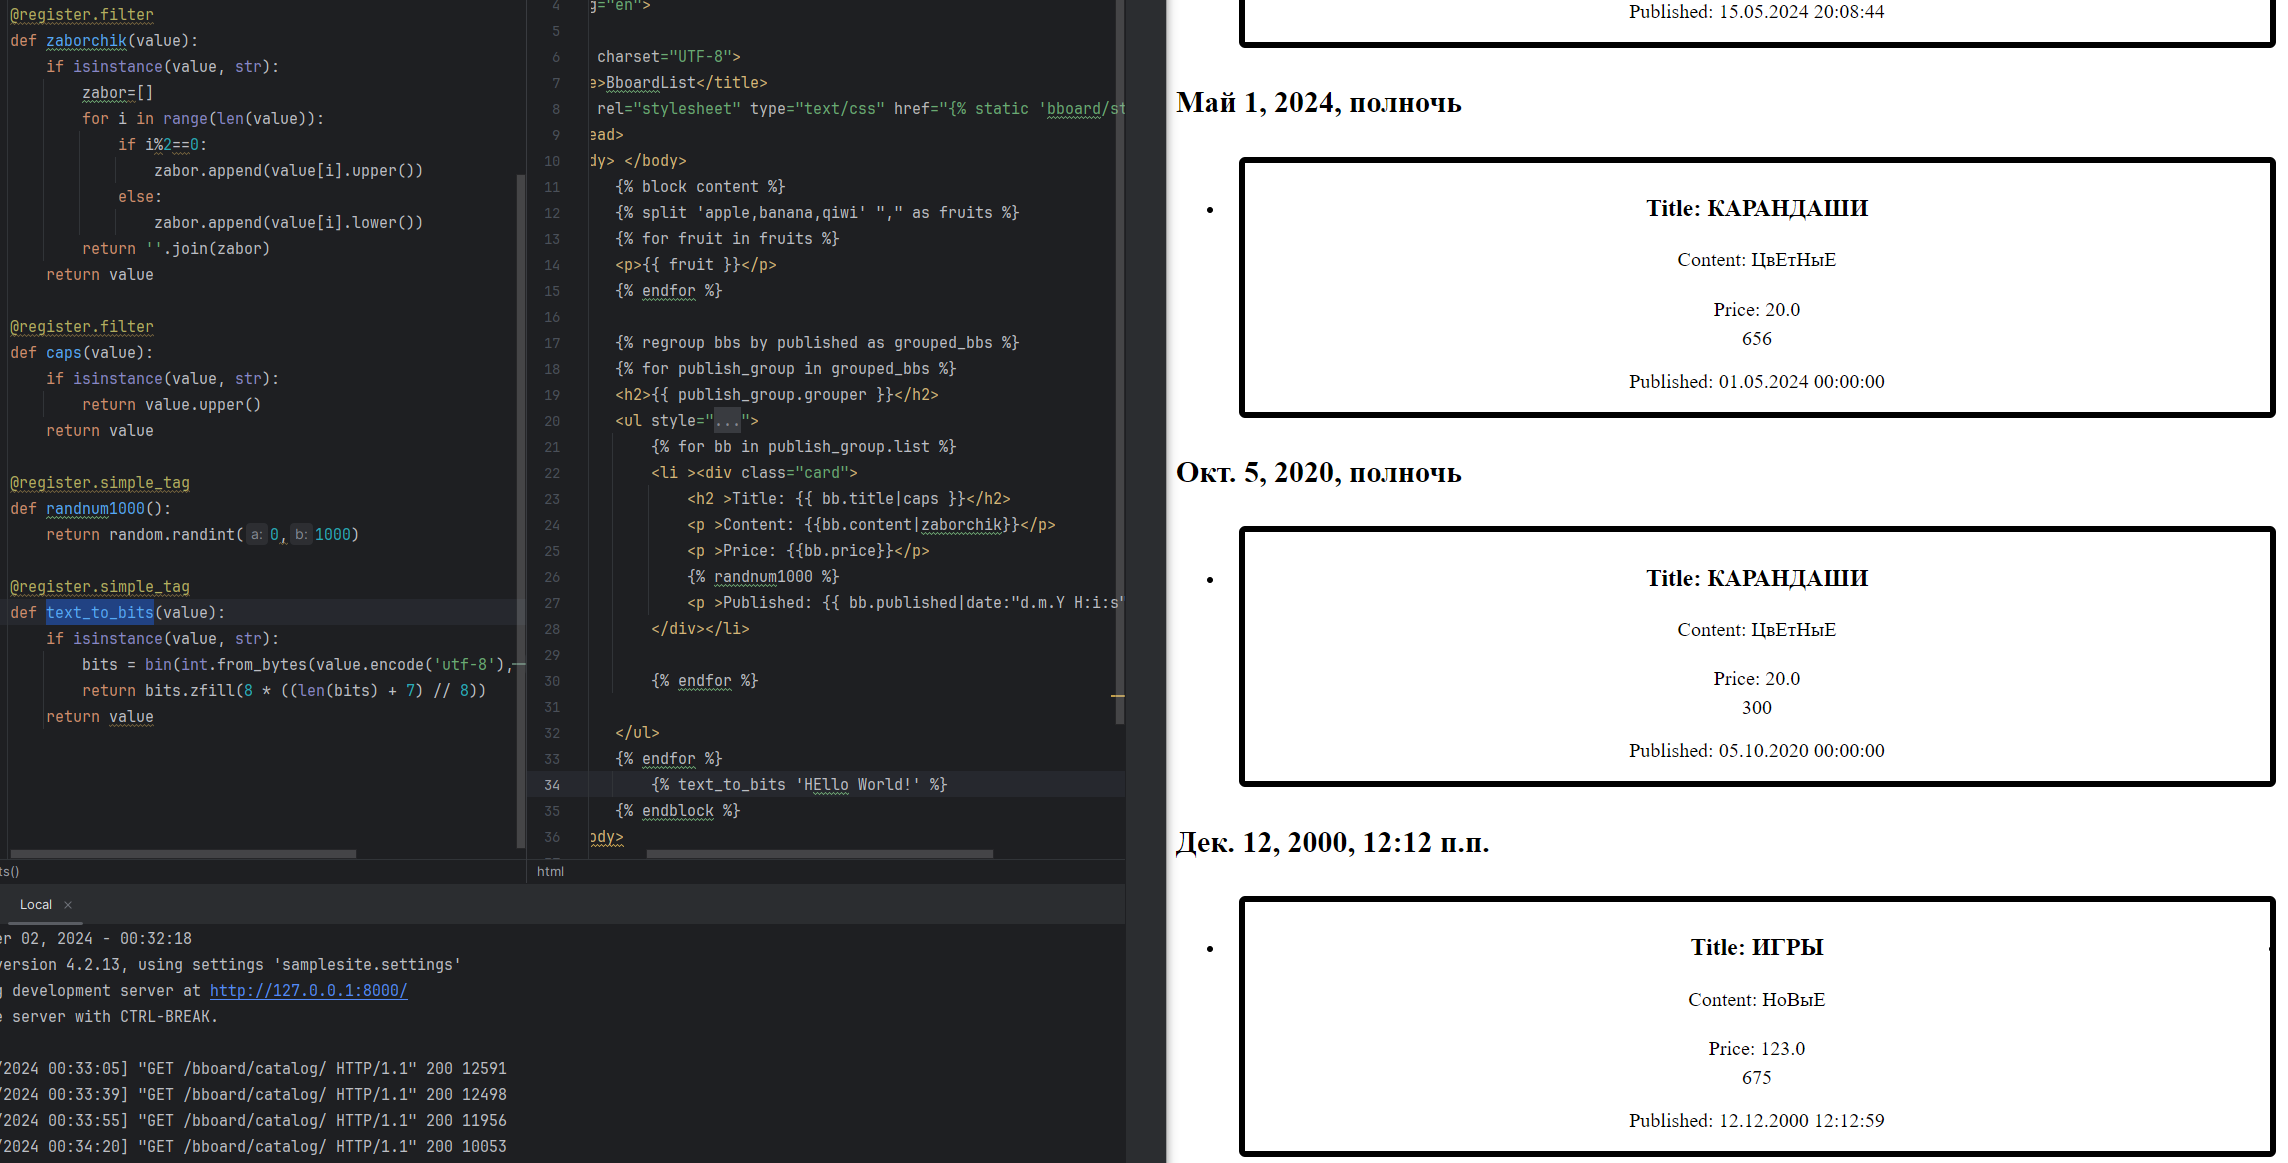 @register.filter
def zaborchik(value):
if isinstance(value, str):
zabor=[]
for i in range(len(value)):
if i%2==0:
zabor.append(value[i].upper())
else:
zabor.append(value[i].lower())
return ''.join(zabor)
return value
@register.filter
def caps(value):
if isinstance(value, str):
return value.upper()
return value
@register.simple_tag
def randnum1000():
return random.randint( a: 0, b: 1000)
@register.simple_tag
def text_to_bits(value):
if isinstance(value, str):
bits = bin(int.from_bytes(value.encode('utf-8'),
return bits.zfill(8 * ((len(bits) + 7) // 8))
return value
ts()
4 g="en">
5
6 charset="UTF-8">
7 e>BboardList</title>
8 rel="stylesheet" type="text/css" href="{% static 'bboard/st
9 ead>
10 dy> </body>
11 {% block content %}
12 {% split 'apple,banana,qiwi' "," as fruits %}
13 {% for fruit in fruits %}
14 <p>{{ fruit }}</p>
15 {% endfor %}
16
17 {% regroup bbs by published as grouped_bbs %}
18 {% for publish_group in grouped_bbs %}
19 <h2>{{ publish_group.grouper }}</h2>
20 <ul style="...">
21 {% for bb in publish_group.list %}
22 <li ><div class="card">
23 <h2 >Title: {{ bb.title|caps }}</h2>
24 <p >Content: {{bb.content|zaborchik}}</p>
25 <p >Price: {{bb.price}}</p>
26 {% randnum1000 %}
27 <p >Published: {{ bb.published|date:"d.m.Y H:i:s"
28 </div></li>
29
30 {% endfor %}
31
32 </ul>
33 {% endfor %}
34 {% text_to_bits 'HEllo World!' %}
35 {% endblock %}
36 ody>
html
Local ×
er 02, 2024 - 00:32:18
version 4.2.13, using settings 'samplesite.settings'
g development server at http://127.0.0.1:8000/
e server with CTRL-BREAK.
/2024 00:33:05] "GET /bboard/catalog/ HTTP/1.1" 200 12591
/2024 00:33:39] "GET /bboard/catalog/ HTTP/1.1" 200 12498
/2024 00:33:55] "GET /bboard/catalog/ HTTP/1.1" 200 11956
/2024 00:34:20] "GET /bboard/catalog/ HTTP/1.1" 200 10053
Published: 15.05.2024 20:08:44
Май 1, 2024, полночь
Title: КАРАНДАШИ
Content: ЦвЕтНыЕ
Price: 20.0
656
Published: 01.05.2024 00:00:00
Окт. 5, 2020, полночь
Title: КАРАНДАШИ
Content: ЦвЕтНыЕ
Price: 20.0
300
Published: 05.10.2020 00:00:00
Дек. 12, 2000, 12:12 п.п.
Title: ИГРЫ
Content: НоВыЕ
Price: 123.0
675
Published: 12.12.2000 12:12:59